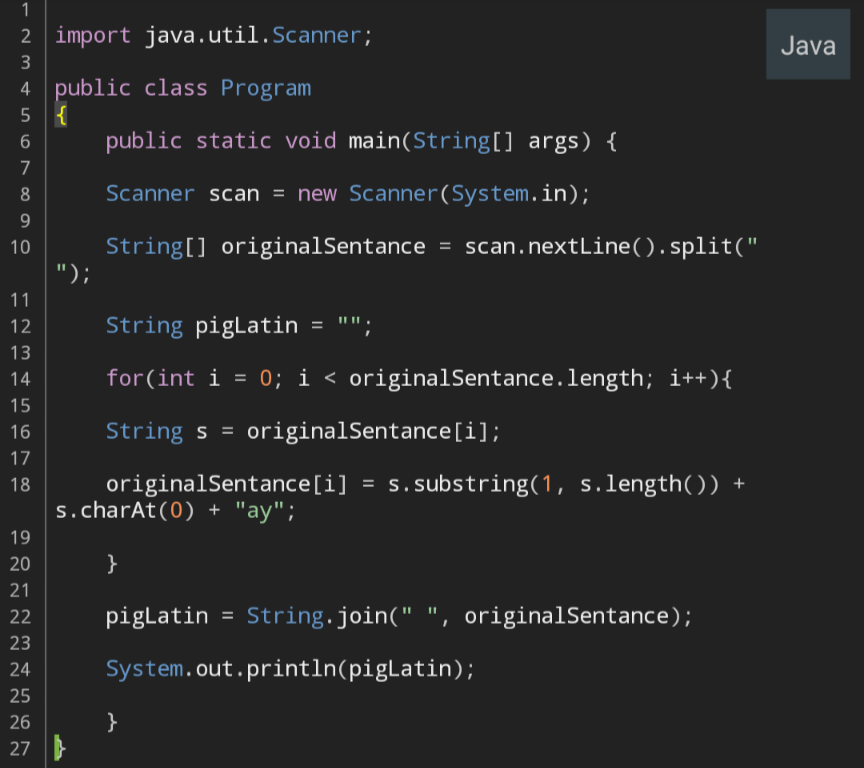 1
2 import java.util.Scanner;
Java
3
4 public class Program
5 {
6     public static void main(String[] args) {
7
8     Scanner scan = new Scanner(System.in);
9
10     String[] originalSentance = scan.nextLine().split("
");
11
12     String pigLatin = "";
13
14     for(int i = 0; i < originalSentance.length; i++){
15
16     String s = originalSentance[i];
17
18     originalSentance[i] = s.substring(1, s.length()) +
s.charAt(0) + "ay";
19
20     }
21
22     pigLatin = String.join(" ", originalSentance);
23
24     System.out.println(pigLatin);
25
26     }
27 }